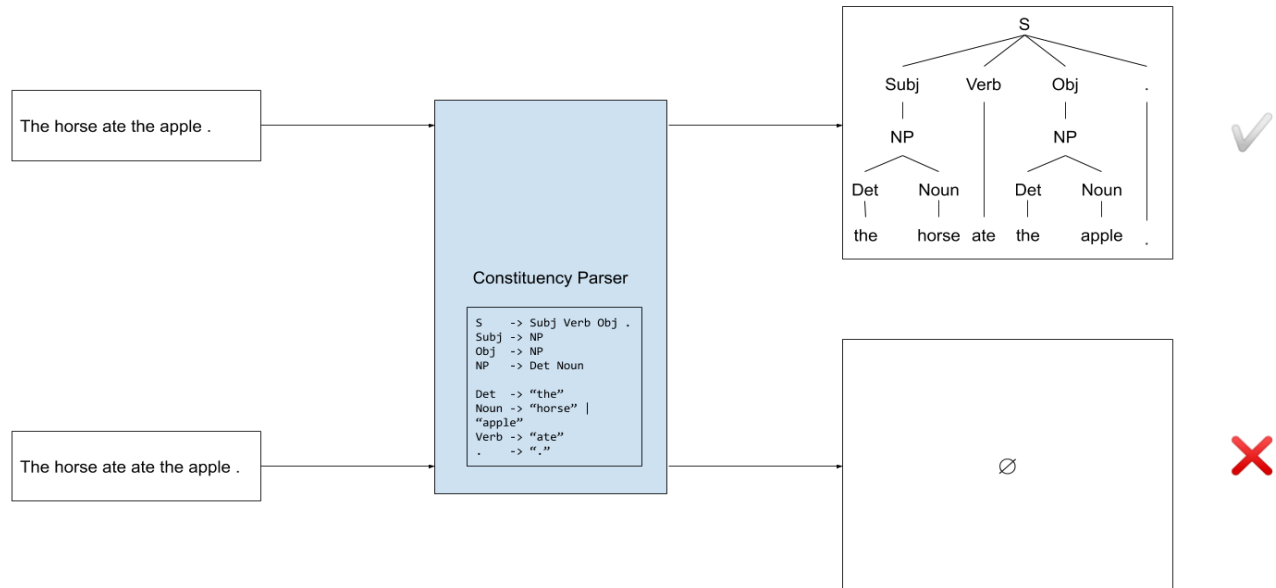 The horse ate the apple .
Constituency Parser
S -> Subj Verb Obj .
Subj -> NP
Obj -> NP
NP -> Det Noun
Det -> “the”
Noun -> “horse” |
“apple”
Verb -> “ate”
. -> “.”
The horse ate ate the apple .
S
Subj Verb Obj .
NP NP
Det Noun Det Noun
the horse ate the apple .
∅